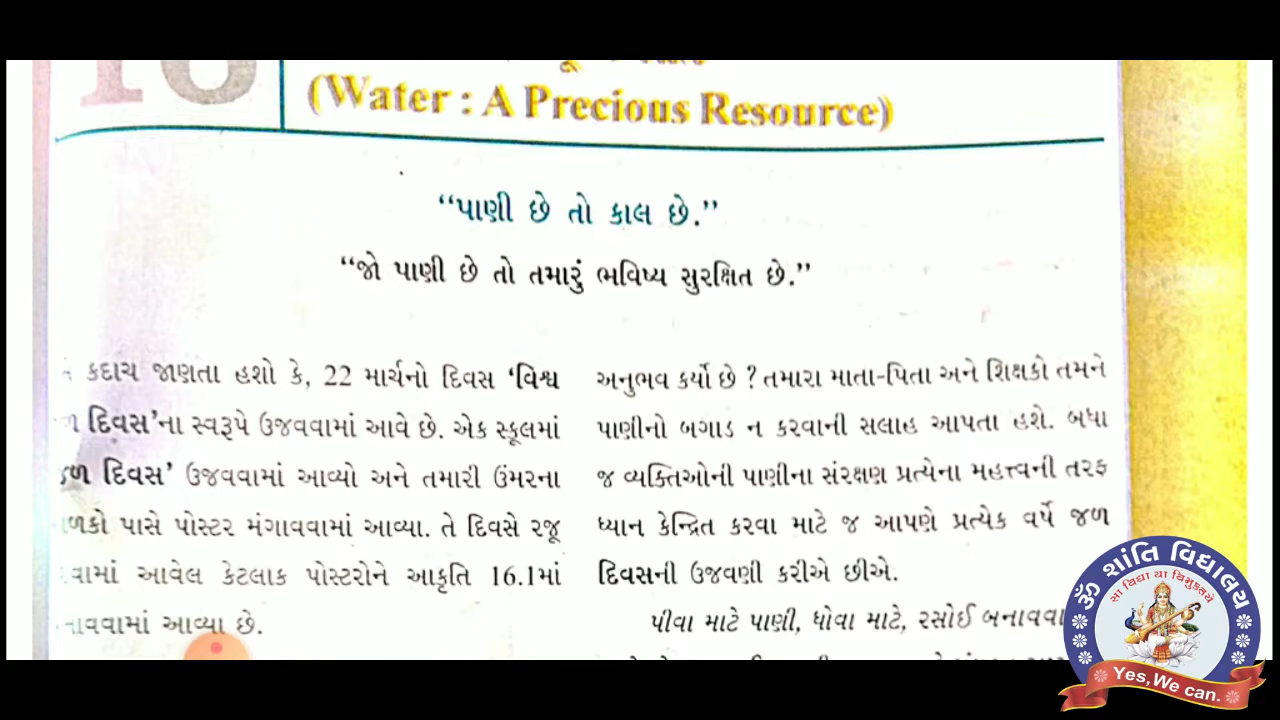 16
(Water : A Precious Resource)
“પાણી છે તો કાલ છે.”
“જો પાણી છે તો તમારું ભવિષ્ય સુરક્ષિત છે.”
કદાચ જાણતા હશો કે, 22 માર્ચનો દિવસ ‘વિશ્વ
દિવસ’ના સ્વરૂપે ઉજવવામાં આવે છે. એક સ્કૂલમાં
દિવસ’ ઉજવવામાં આવ્યો અને તમારી ઉંમરના
પાસે પોસ્ટર મંગાવવામાં આવ્યા. તે દિવસે રજૂ
આવેલ કેટલાક પોસ્ટરોને આકૃતિ 16.1માં
આવ્યા છે.
અનુભવ કર્યો છે ? તમારા માતા-પિતા અને શિક્ષકો તમને
પાણીનો બગાડ ન કરવાની સલાહ આપતા હશે. બધા
જ વ્યક્તિઓની પાણીના સંરક્ષણ પ્રત્યેના મહત્ત્વની તરફ
ધ્યાન કેન્દ્રિત કરવા માટે જ આપણે પ્રત્યેક વર્ષે જળ
દિવસની ઉજવણી કરીએ છીએ.
પીવા માટે પાણી, ધોવા માટે, રસોઈ બનાવવા
ૐ શાંતિ વિદ્યાલય
સા વિદ્યા યા વિમુક્તયે
Yes, We can.